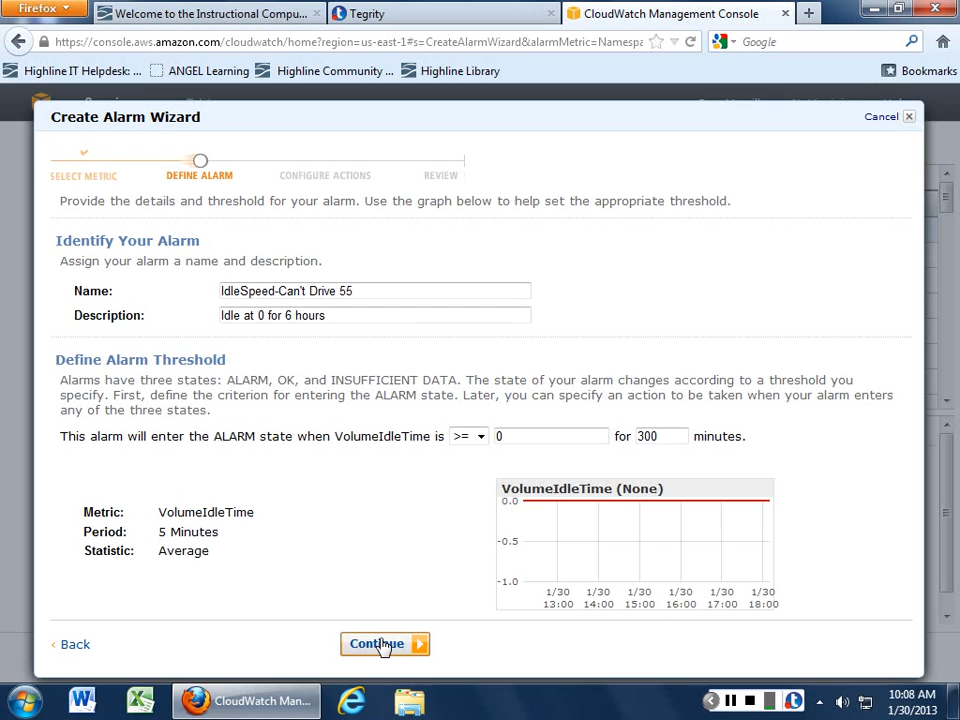 Firefox
Welcome to the Instructional Compu...
Tegrity
CloudWatch Management Console
https://console.aws.amazon.com/cloudwatch/home?region=us-east-1#s=CreateAlarmWizard&alarmMetric=Namespa
Google
Highline IT Helpdesk: ...
ANGEL Learning
Highline Community ...
Highline Library
Bookmarks
Create Alarm Wizard
Cancel
SELECT METRIC
DEFINE ALARM
CONFIGURE ACTIONS
REVIEW
Provide the details and threshold for your alarm. Use the graph below to help set the appropriate threshold.
Identify Your Alarm
Assign your alarm a name and description.
Name: IdleSpeed-Can't Drive 55
Description: Idle at 0 for 6 hours
Define Alarm Threshold
Alarms have three states: ALARM, OK, and INSUFFICIENT DATA. The state of your alarm changes according to a threshold you
specify. First, define the criterion for entering the ALARM state. Later, you can specify an action to be taken when your alarm enters
any of the three states.
This alarm will enter the ALARM state when VolumeIdleTime is >= 0 for 300 minutes.
Metric: VolumeIdleTime
Period: 5 Minutes
Statistic: Average
VolumeIdleTime (None)
0.0
-0.5
-1.0
1/30 1/30 1/30 1/30 1/30 1/30
13:00 14:00 15:00 16:00 17:00 18:00
< Back
Continue
CloudWatch Man...
10:08 AM
1/30/2013